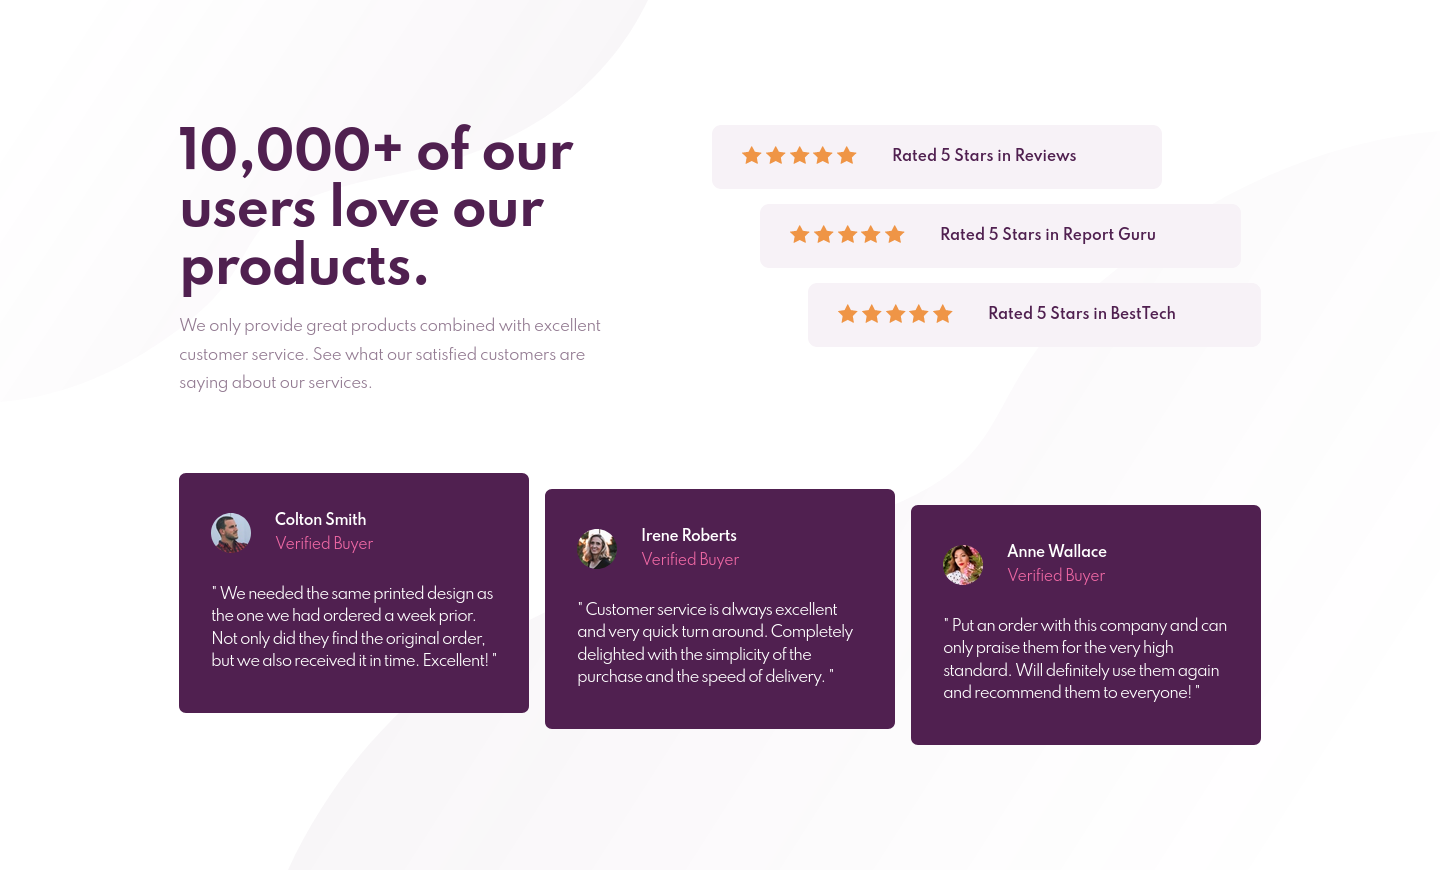 10,000+ of our
users love our
products.
We only provide great products combined with excellent
customer service. See what our satisfied customers are
saying about our services.
Rated 5 Stars in Reviews
Rated 5 Stars in Report Guru
Rated 5 Stars in BestTech
Colton Smith
Verified Buyer
" We needed the same printed design as
the one we had ordered a week prior.
Not only did they find the original order,
but we also received it in time. Excellent! "
Irene Roberts
Verified Buyer
" Customer service is always excellent
and very quick turn around. Completely
delighted with the simplicity of the
purchase and the speed of delivery. "
Anne Wallace
Verified Buyer
" Put an order with this company and can
only praise them for the very high
standard. Will definitely use them again
and recommend them to everyone! "